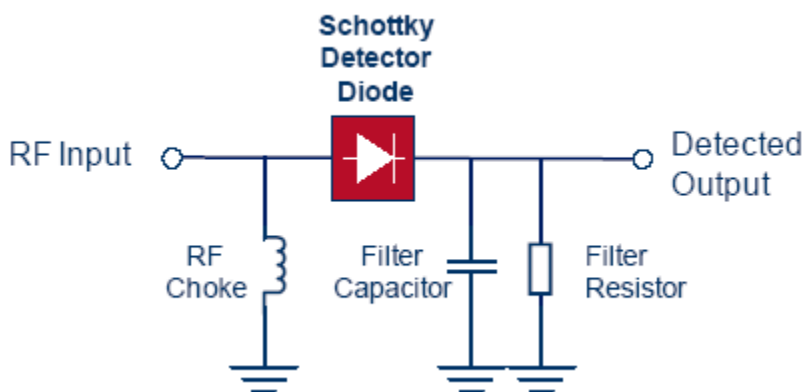 Schottky
Detector
Diode
RF Input
Detected
Output
RF
Choke
Filter
Capacitor
Filter
Resistor